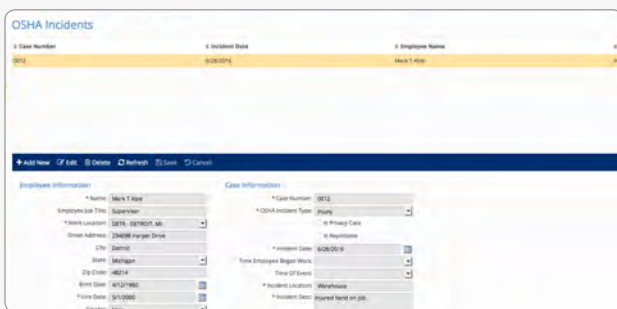 OSHA Incidents
Case Number Incident Date Employee Name
0012 6/28/2016 Mark T
+ Add New Edit Delete Refresh Save Cancel
Employee Information Case Information
* Name: Mark T * Case Number: 0012
Employee Job Title: Supervisor * OSHA Incident Type: Injury
* Work Location: DETR - DETROIT, MI Is Privacy Case
Street Address: Harper Drive Is Reportable
City: Detroit * Incident Date: 6/28/2016
State: Michigan Time Employee Began Work:
Zip Code: 48214 Time Of Event:
Birth Date: 4/12/1960 * Incident Location: Warehouse
* Hire Date: 5/1/2000 * Incident Desc: Injured hand on job.